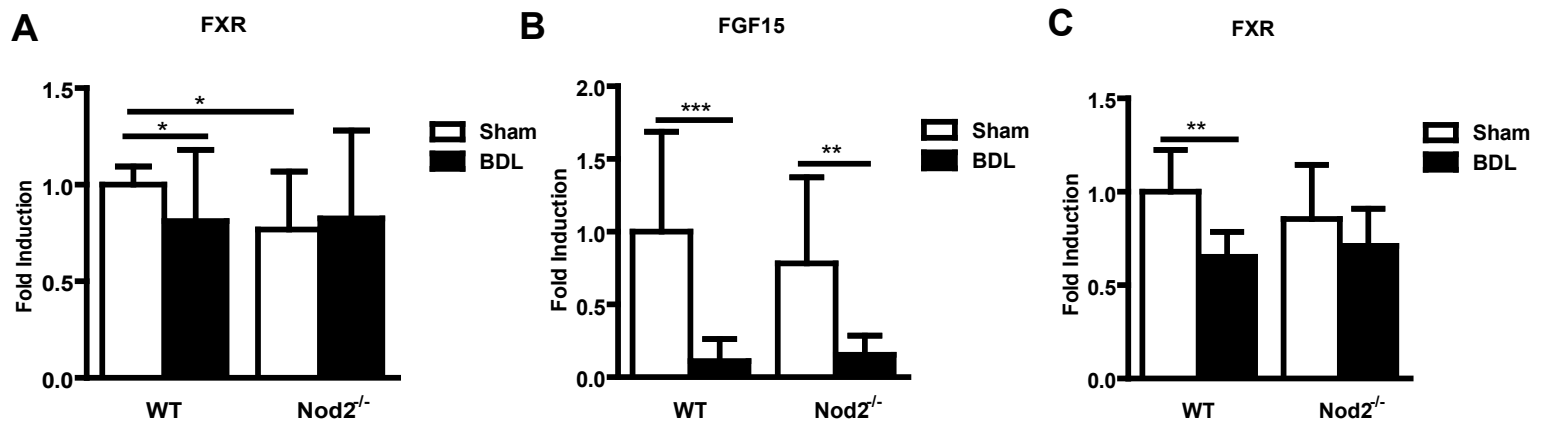 A
FXR
1.5
1.0
0.5
0.0
Fold Induction
*
*
WT
Nod2-/-
Sham
BDL
B
FGF15
2.0
1.5
1.0
0.5
0.0
Fold Induction
***
**
WT
Nod2-/-
Sham
BDL
C
FXR
1.5
1.0
0.5
0.0
Fold Induction
**
WT
Nod2-/-
Sham
BDL